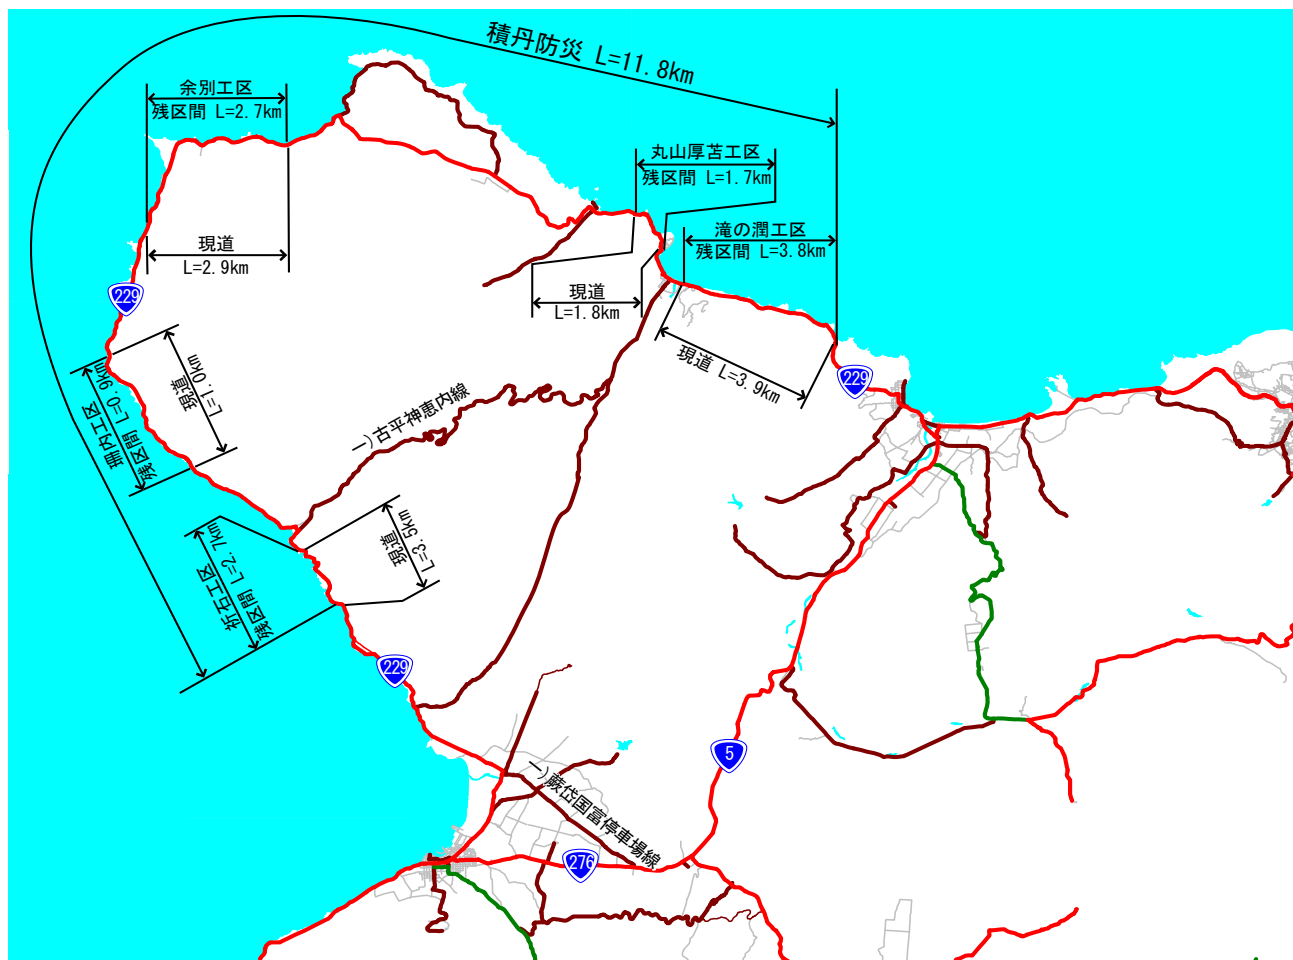 積丹防災 L=11.8km
余別工区
残区間 L=2.7km
現道
L=2.9km
丸山厚苫工区
残区間 L=1.7km
滝の澗工区
残区間 L=3.8km
現道
L=1.8km
現道 L=3.9km
229
229
珊内工区
残区間 L=0.9km
現道
L=1.0km
一)古平神恵内線
祈石工区
残区間 L=2.7km
現道
L=3.5km
229
5
一)蕨岱国富停車場線
276